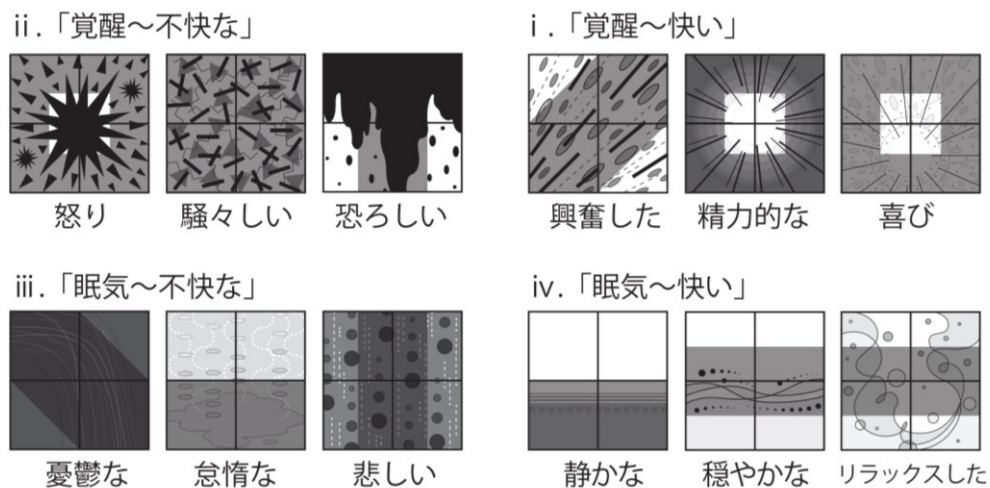 ii.「覚醒〜不快な」
怒り
騒々しい
恐ろしい
i.「覚醒〜快い」
興奮した
精力的な
喜び
iii.「眠気〜不快な」
憂鬱な
怠惰な
悲しい
iv.「眠気〜快い」
静かな
穏やかな
リラックスした